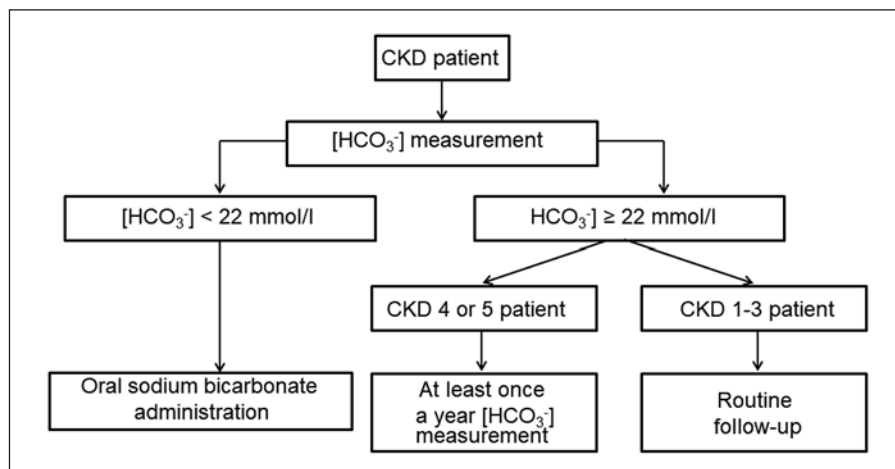 CKD patient
[HCO₃⁻] measurement
[HCO₃⁻] < 22 mmol/l
HCO₃⁻] ≥ 22 mmol/l
CKD 4 or 5 patient
CKD 1-3 patient
Oral sodium bicarbonate
administration
At least once
a year [HCO₃⁻]
measurement
Routine
follow-up